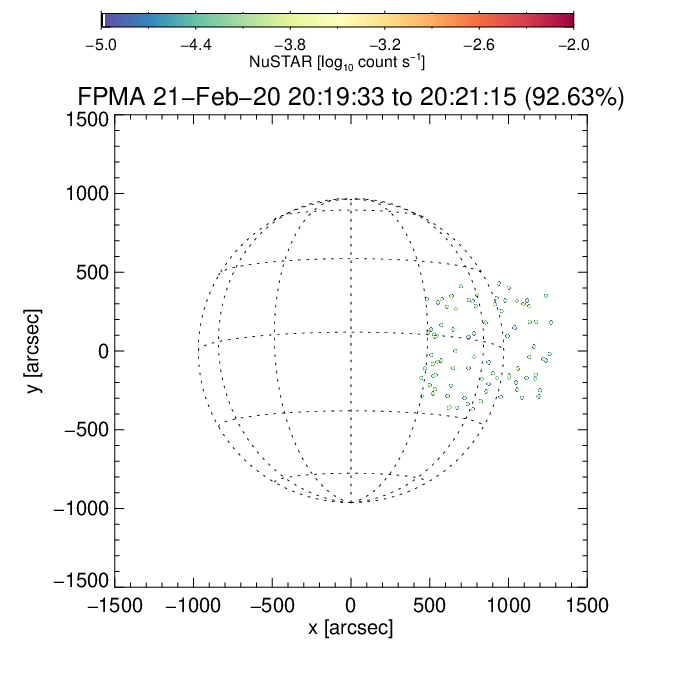 −5.0 −4.4 −3.8 −3.2 −2.6 −2.0
NuSTAR [log₁₀ count s⁻¹]
FPMA 21−Feb−20 20:19:33 to 20:21:15 (92.63%)
1500
1000
500
0
−500
−1000
−1500
y [arcsec]
−1500 −1000 −500 0 500 1000 1500
x [arcsec]